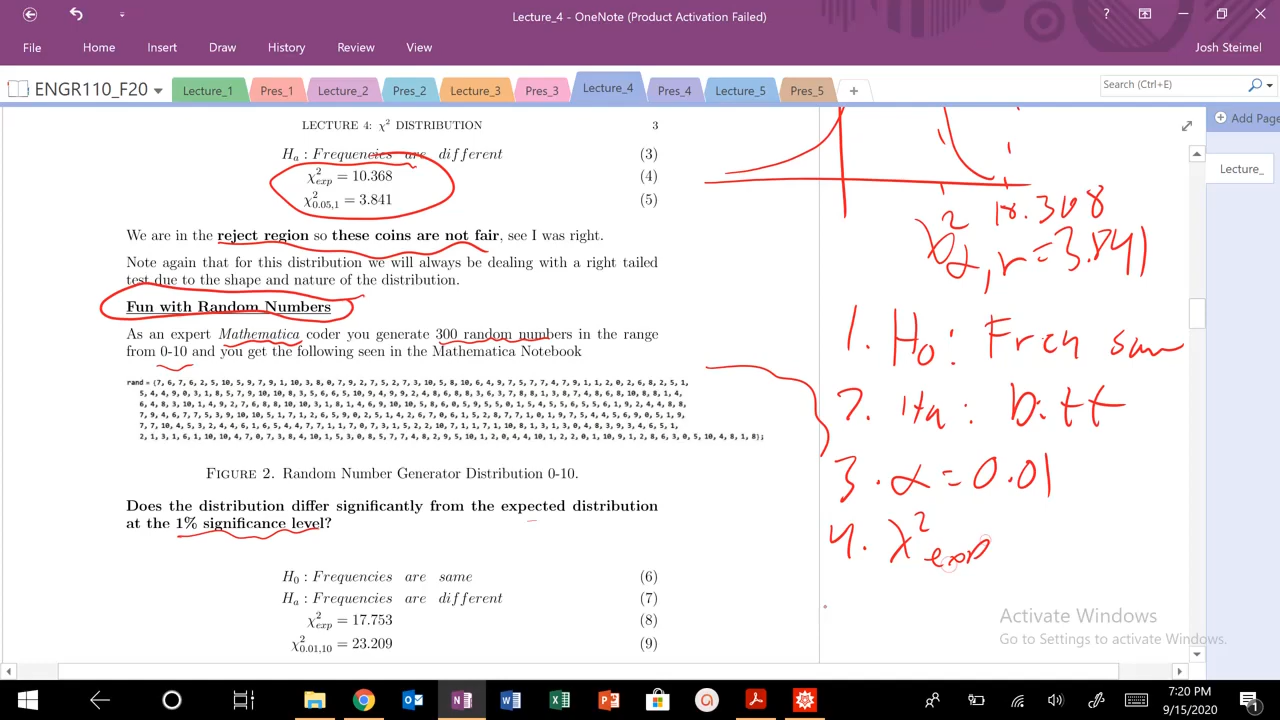 Lecture_4 - OneNote (Product Activation Failed)
File Home Insert Draw History Review View Josh Steimel
ENGR110_F20 Lecture_1 Pres_1 Lecture_2 Pres_2 Lecture_3 Pres_3 Lecture_4 Pres_4 Lecture_5 Pres_5 Search (Ctrl+E)
Add Page
Lecture_
LECTURE 4: χ² DISTRIBUTION 3
Hₐ : Frequencies are different (3)
χ²exp = 10.368 (4)
χ²0.05,1 = 3.841 (5)
We are in the reject region so these coins are not fair, see I was right.
Note again that for this distribution we will always be dealing with a right tailed
test due to the shape and nature of the distribution.
Fun with Random Numbers
As an expert Mathematica coder you generate 300 random numbers in the range
from 0-10 and you get the following seen in the Mathematica Notebook
FIGURE 2. Random Number Generator Distribution 0-10.
Does the distribution differ significantly from the expected distribution
at the 1% significance level?
H₀ : Frequencies are same (6)
Hₐ : Frequencies are different (7)
χ²exp = 17.753 (8)
χ²0.01,10 = 23.209 (9)
χ²α,r = 3.841
1. H₀: Freq same
2. Ha: Diff
3. α = 0.01
4. χ²exp
Activate Windows
Go to Settings to activate Windows.
7:20 PM
9/15/2020